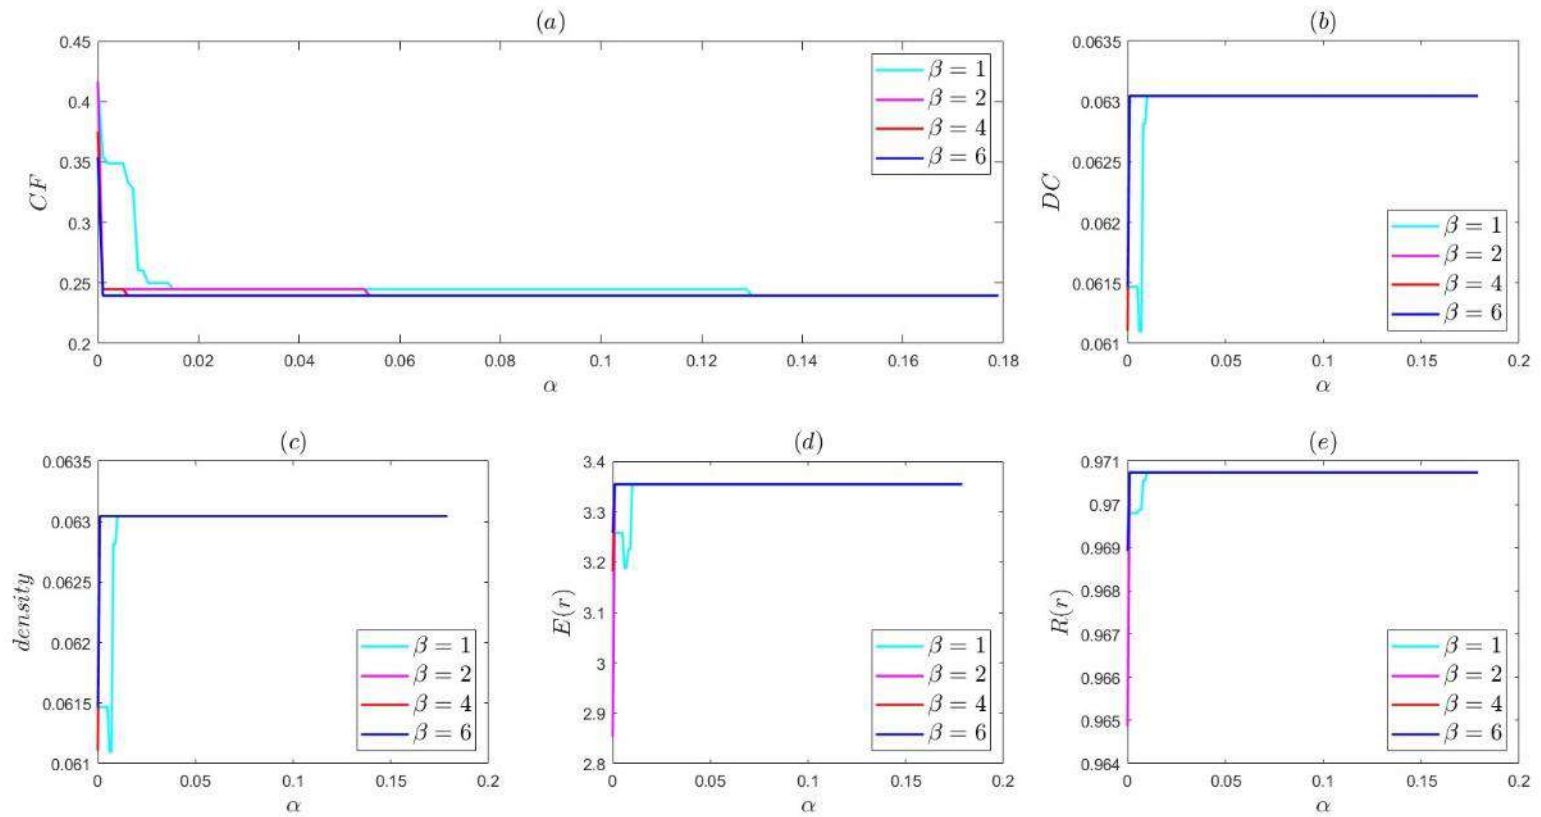 (a)
CF
0.45
0.4
0.35
0.3
0.25
0.2
0
0.02
0.04
0.06
0.08
0.1
0.12
0.14
0.16
0.18
α
β = 1
β = 2
β = 4
β = 6
(b)
DC
0.0635
0.063
0.0625
0.062
0.0615
0.061
0
0.05
0.1
0.15
0.2
α
β = 1
β = 2
β = 4
β = 6
(c)
density
0.0635
0.063
0.0625
0.062
0.0615
0.061
0
0.05
0.1
0.15
0.2
α
β = 1
β = 2
β = 4
β = 6
(d)
E(r)
3.4
3.3
3.2
3.1
3
2.9
2.8
0
0.05
0.1
0.15
0.2
α
β = 1
β = 2
β = 4
β = 6
(e)
R(r)
0.971
0.97
0.969
0.968
0.967
0.966
0.965
0.964
0
0.05
0.1
0.15
0.2
α
β = 1
β = 2
β = 4
β = 6